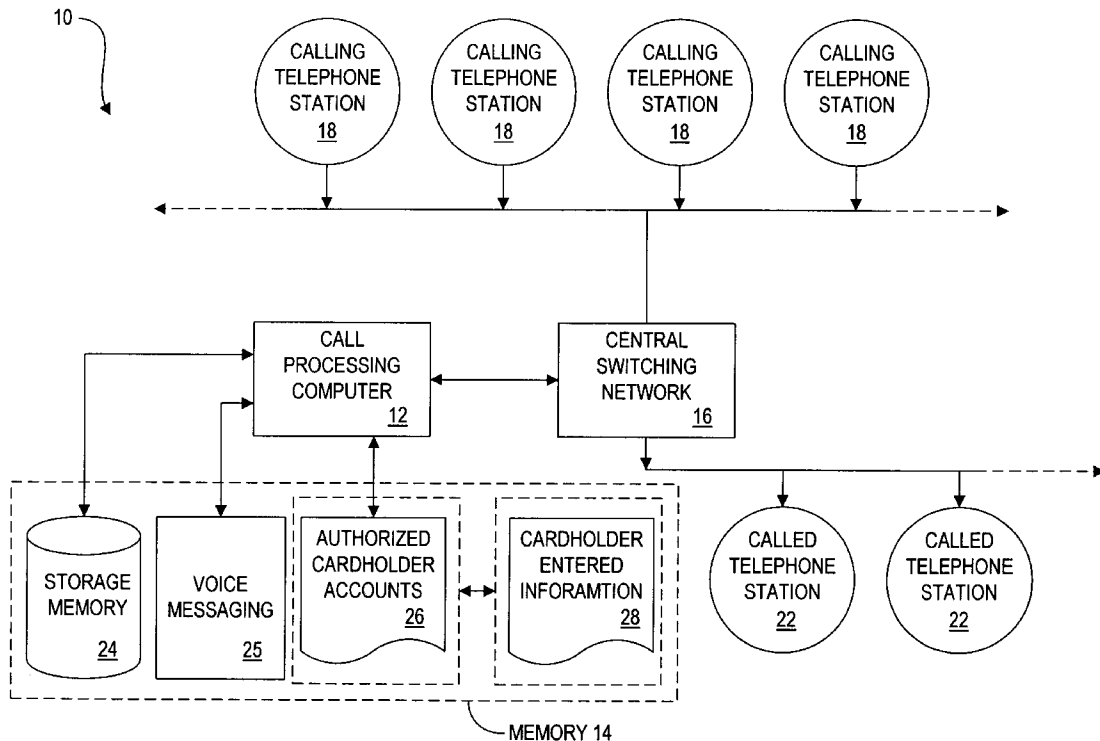 10
CALLING
TELEPHONE
STATION
18
CALLING
TELEPHONE
STATION
18
CALLING
TELEPHONE
STATION
18
CALLING
TELEPHONE
STATION
18
CALL
PROCESSING
COMPUTER
12
CENTRAL
SWITCHING
NETWORK
16
STORAGE
MEMORY
24
VOICE
MESSAGING
25
AUTHORIZED
CARDHOLDER
ACCOUNTS
26
CARDHOLDER
ENTERED
INFORAMTION
28
CALLED
TELEPHONE
STATION
22
CALLED
TELEPHONE
STATION
22
MEMORY 14